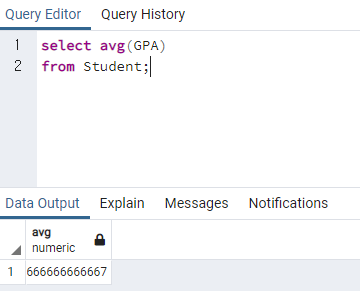 Query Editor Query History
1 select avg(GPA)
2 from Student;
Data Output Explain Messages Notifications
avg
numeric
1 666666666667